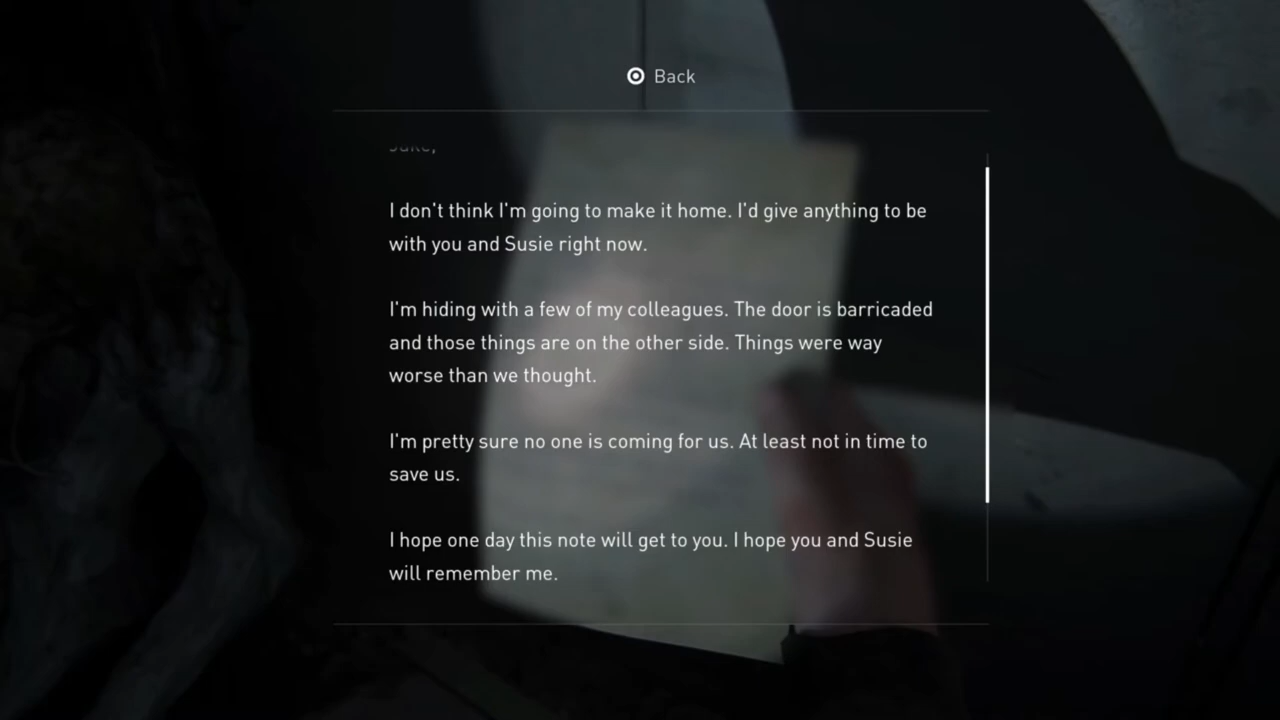 Back
I don't think I'm going to make it home. I'd give anything to be
with you and Susie right now.
I'm hiding with a few of my colleagues. The door is barricaded
and those things are on the other side. Things were way
worse than we thought.
I'm pretty sure no one is coming for us. At least not in time to
save us.
I hope one day this note will get to you. I hope you and Susie
will remember me.